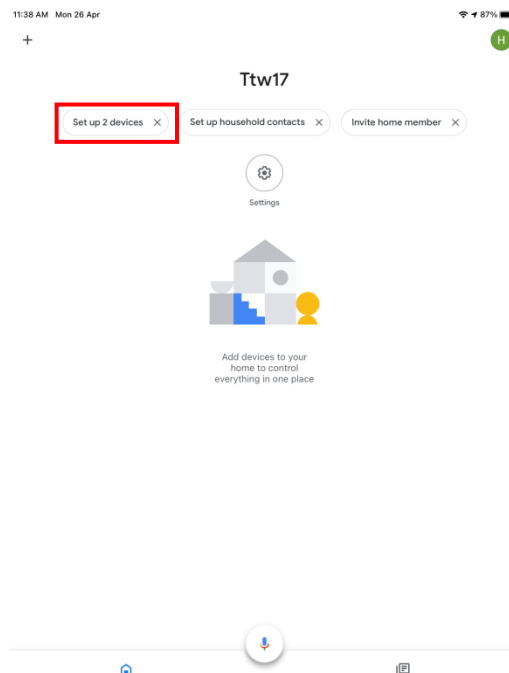 11:38 AM Mon 26 Apr 87%
H
Ttw17
Set up 2 devices Set up household contacts Invite home member
Settings
Add devices to your
home to control
everything in one place